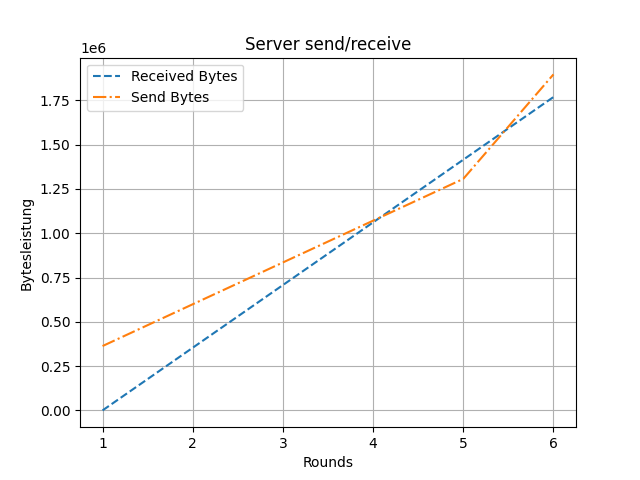 Server send/receive
1e6
Received Bytes
Send Bytes
Bytesleistung
1.75
1.50
1.25
1.00
0.75
0.50
0.25
0.00
1 2 3 4 5 6
Rounds